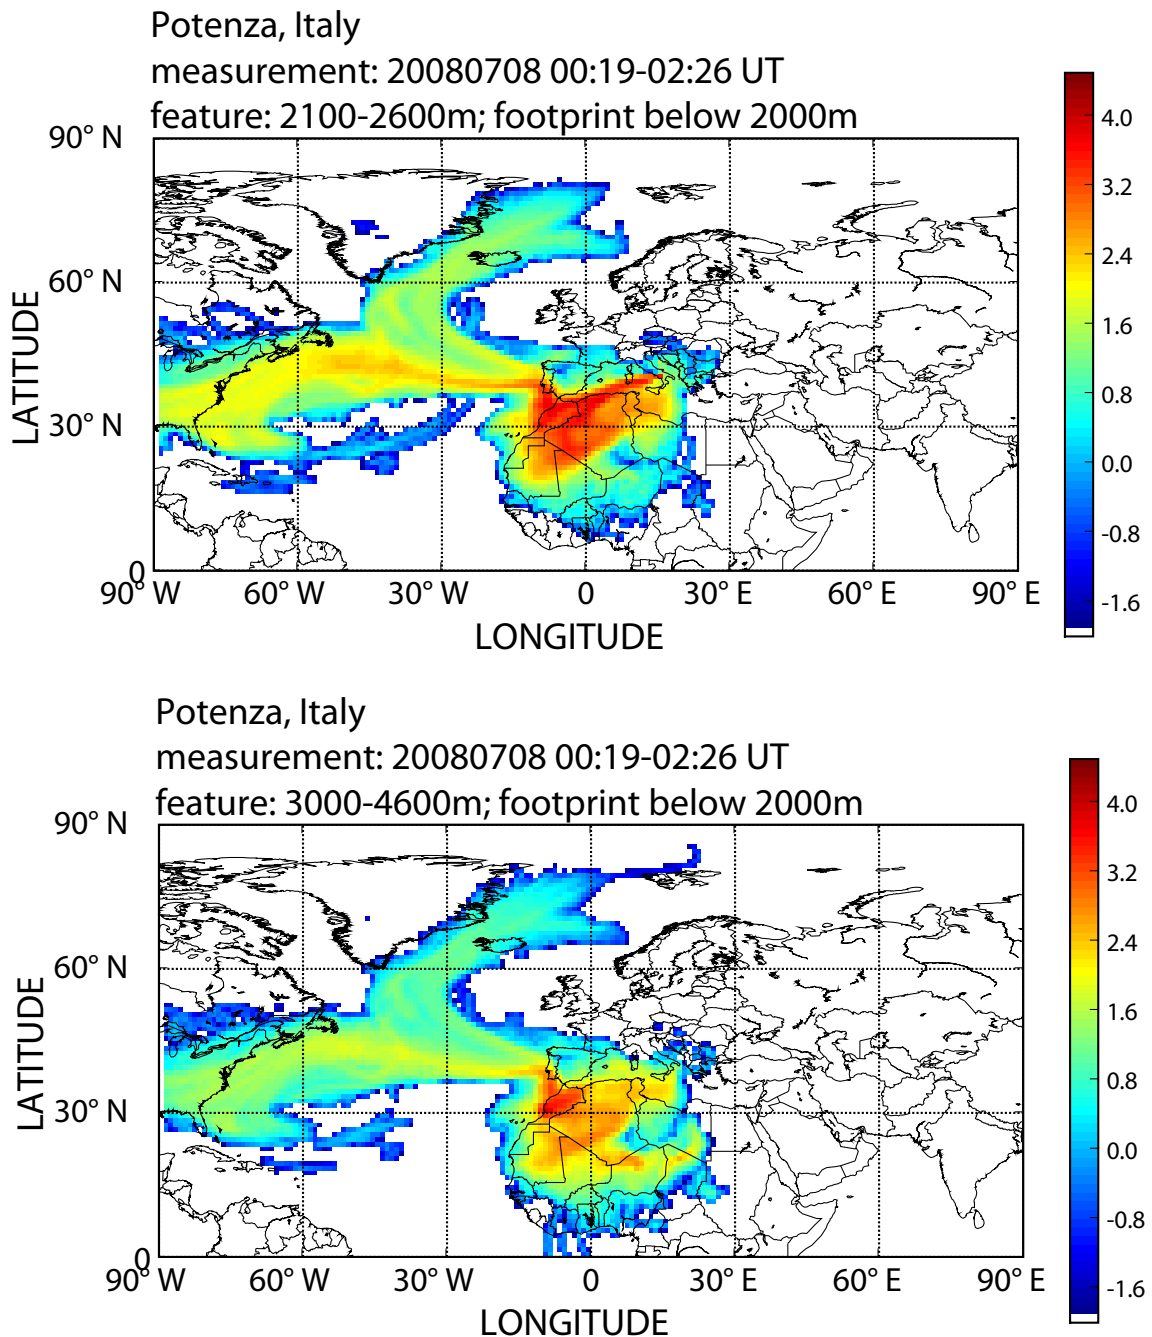 Potenza, Italy
measurement: 20080708 00:19-02:26 UT
feature: 2100-2600m; footprint below 2000m
90° N
60° N
30° N
0
LATITUDE
90° W
60° W
30° W
0
30° E
60° E
90° E
LONGITUDE
4.0
3.2
2.4
1.6
0.8
0.0
-0.8
-1.6
Potenza, Italy
measurement: 20080708 00:19-02:26 UT
feature: 3000-4600m; footprint below 2000m
90° N
60° N
30° N
0
LATITUDE
90° W
60° W
30° W
0
30° E
60° E
90° E
LONGITUDE
4.0
3.2
2.4
1.6
0.8
0.0
-0.8
-1.6